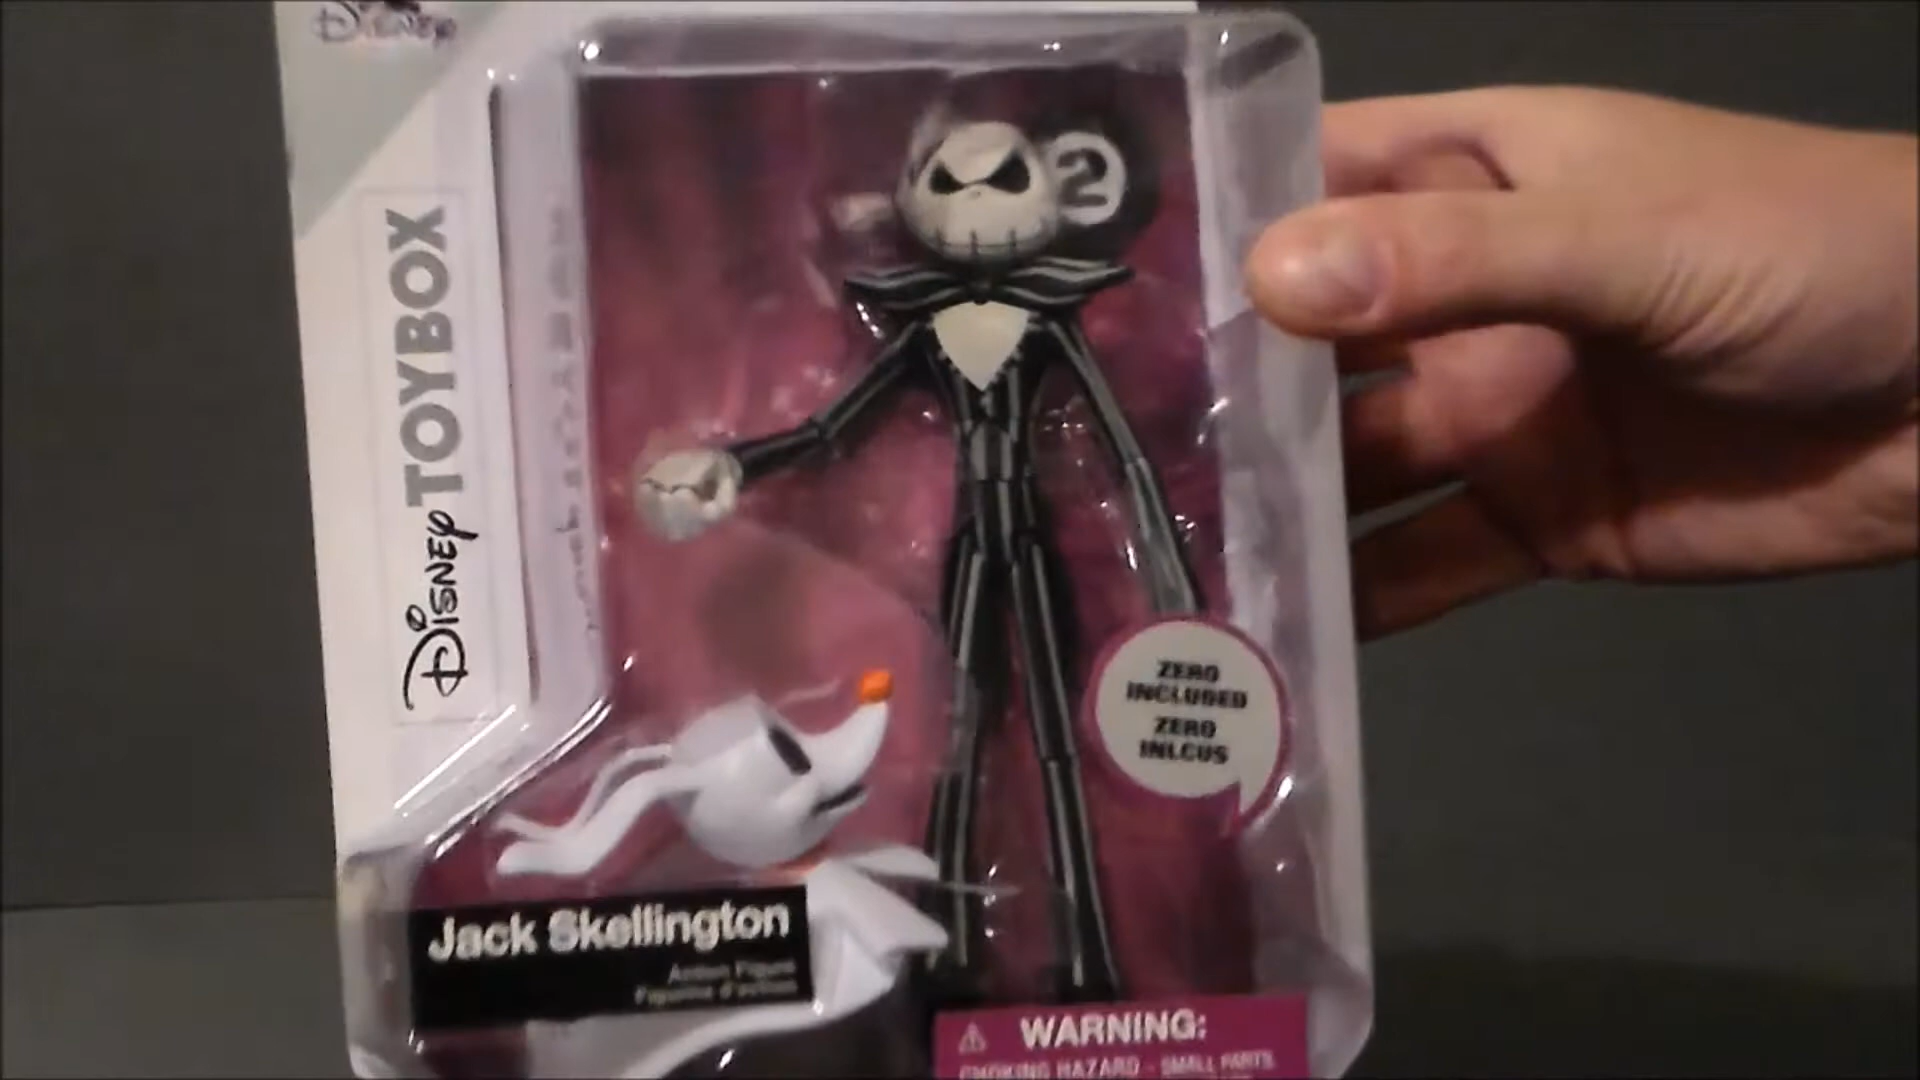 Disney
Disney TOYBOX
2
ZERO
INCLUDED
ZERO
INLCUS
Jack Skellington
Action Figure
Figurine d'action
WARNING:
CHOKING HAZARD - SMALL PARTS